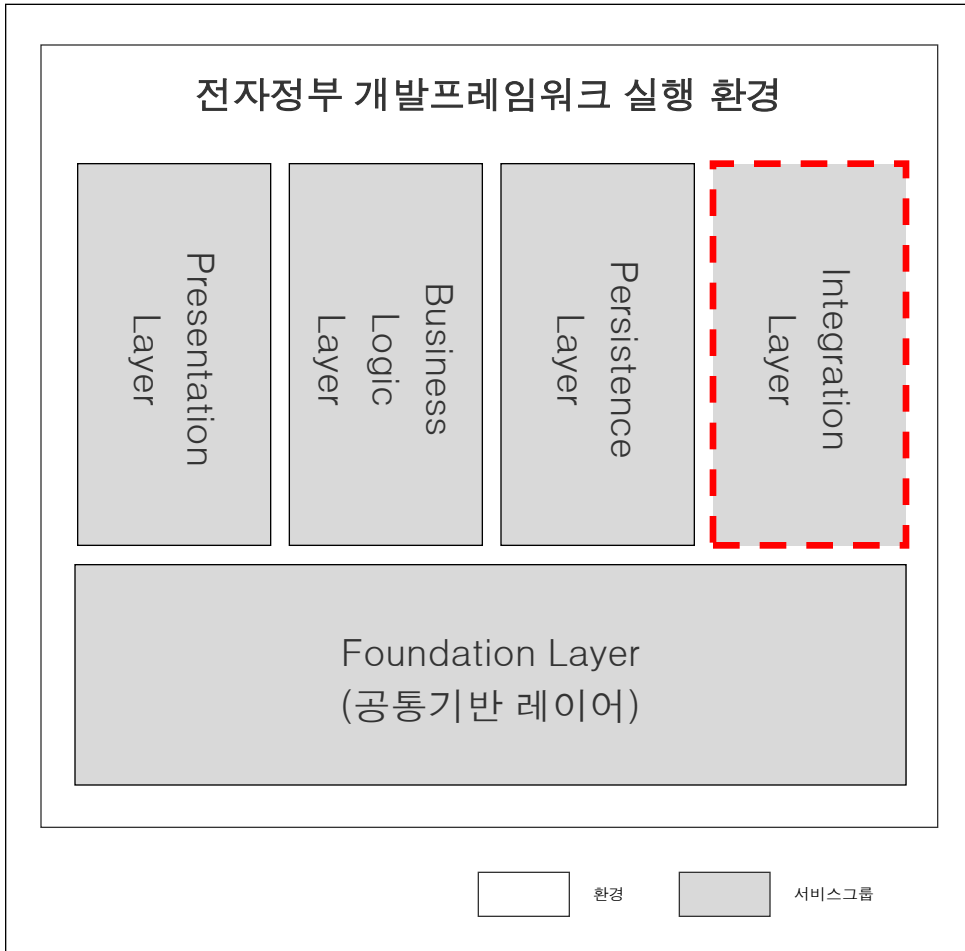 전자정부 개발프레임워크 실행 환경
Presentation
Layer
Business
Logic
Layer
Persistence
Layer
Integration
Layer
Foundation Layer
(공통기반 레이어)
환경
서비스그룹